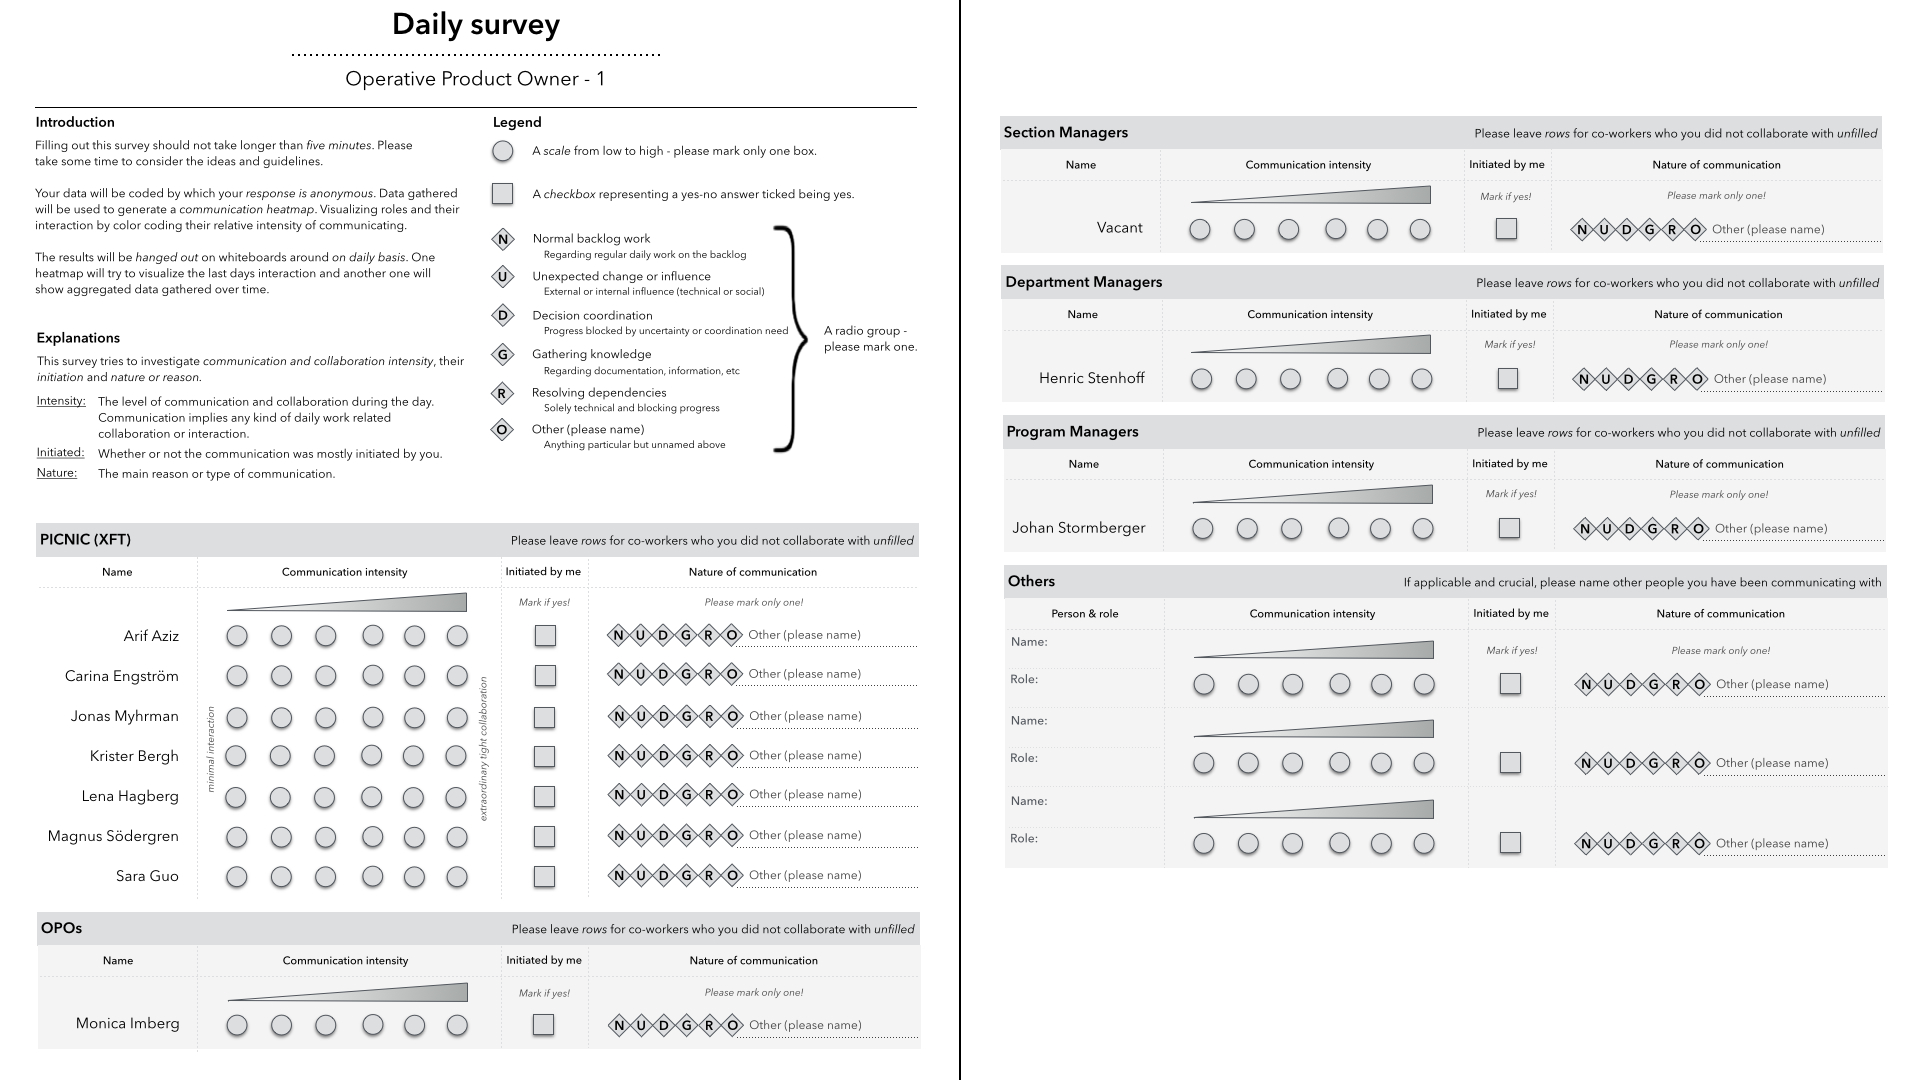 Daily survey
Operative Product Owner - 1
Introduction
Filling out this survey should not take longer than five minutes. Please
take some time to consider the ideas and guidelines.
Your data will be coded by which your response is anonymous. Data gathered
will be used to generate a communication heatmap. Visualizing roles and their
interaction by color coding their relative intensity of communicating.
The results will be hanged out on whiteboards around on daily basis. One
heatmap will try to visualize the last days interaction and another one will
show aggregated data gathered over time.
Explanations
This survey tries to investigate communication and collaboration intensity, their
initiation and nature or reason.
Intensity: The level of communication and collaboration during the day.
Communication implies any kind of daily work related
collaboration or interaction.
Initiated: Whether or not the communication was mostly initiated by you.
Nature: The main reason or type of communication.
Legend
A scale from low to high - please mark only one box.
A checkbox representing a yes-no answer ticked being yes.
N Normal backlog work
Regarding regular daily work on the backlog
U Unexpected change or influence
External or internal influence (technical or social)
D Decision coordination
Progress blocked by uncertainty or coordination need
G Gathering knowledge
Regarding documentation, information, etc
R Resolving dependencies
Solely technical and blocking progress
O Other (please name)
Anything particular but unnamed above
A radio group -
please mark one.
PICNIC (XFT) Please leave rows for co-workers who you did not collaborate with unfilled
Name Communication intensity Initiated by me Nature of communication
Mark if yes! Please mark only one!
minimal interaction
extraordinary tight collaboration
Arif Aziz N U D G R O Other (please name)
Carina Engström N U D G R O Other (please name)
Jonas Myhrman N U D G R O Other (please name)
Krister Bergh N U D G R O Other (please name)
Lena Hagberg N U D G R O Other (please name)
Magnus Södergren N U D G R O Other (please name)
Sara Guo N U D G R O Other (please name)
OPOs Please leave rows for co-workers who you did not collaborate with unfilled
Name Communication intensity Initiated by me Nature of communication
Mark if yes! Please mark only one!
Monica Imberg N U D G R O Other (please name)
Section Managers Please leave rows for co-workers who you did not collaborate with unfilled
Name Communication intensity Initiated by me Nature of communication
Mark if yes! Please mark only one!
Vacant N U D G R O Other (please name)
Department Managers Please leave rows for co-workers who you did not collaborate with unfilled
Name Communication intensity Initiated by me Nature of communication
Mark if yes! Please mark only one!
Henric Stenhoff N U D G R O Other (please name)
Program Managers Please leave rows for co-workers who you did not collaborate with unfilled
Name Communication intensity Initiated by me Nature of communication
Mark if yes! Please mark only one!
Johan Stormberger N U D G R O Other (please name)
Others If applicable and crucial, please name other people you have been communicating with
Person & role Communication intensity Initiated by me Nature of communication
Name: Mark if yes! Please mark only one!
Role: N U D G R O Other (please name)
Name:
Role: N U D G R O Other (please name)
Name:
Role: N U D G R O Other (please name)